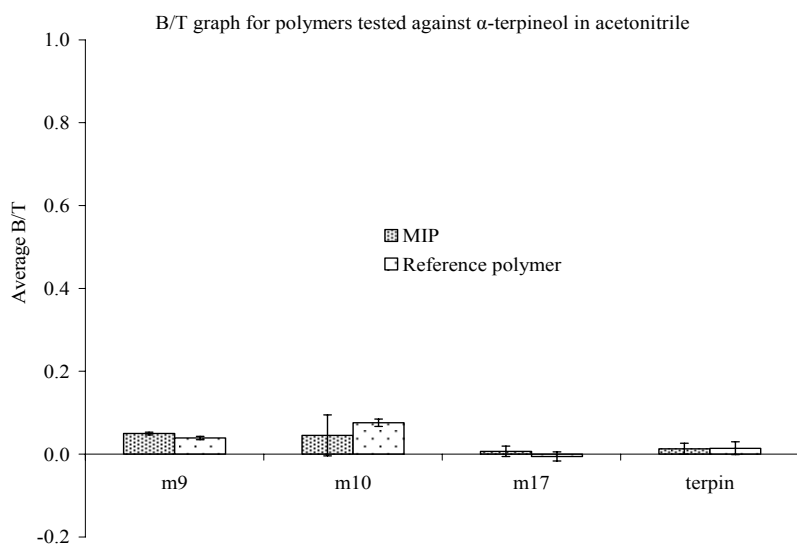 B/T graph for polymers tested against α-terpineol in acetonitrile
1.0
0.8
0.6
0.4
0.2
0.0
-0.2
Average B/T
MIP
Reference polymer
m9 m10 m17 terpin